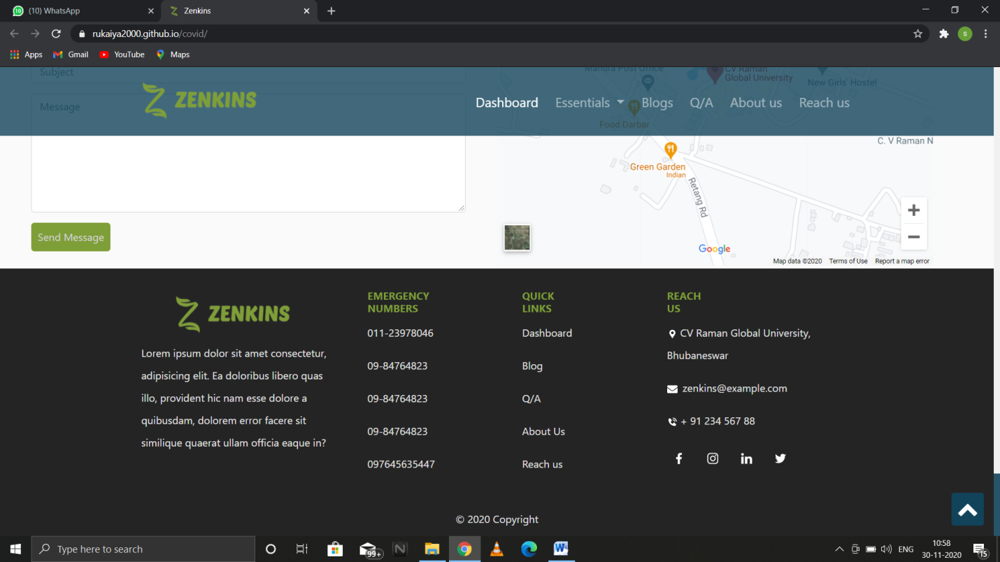 10
(10) WhatsApp
Zenkins
rukaiya2000.github.io/covid/
S
Apps
Gmail
YouTube
Maps
Subject
Message
ZENKINS
Dashboard
Essentials
Blogs
Q/A
About us
Reach us
Mandra Post Office
CV Raman
Global University
New Girls' Hostel
Food Darbar
C. V Raman N
Green Garden
Indian
Retang Rd
Send Message
Google
Map data ©2020
Terms of Use
Report a map error
ZENKINS
Lorem ipsum dolor sit amet consectetur,
adipisicing elit. Ea doloribus libero quas
illo, provident hic nam esse dolore a
quibusdam, dolorem error facere sit
similique quaerat ullam officia eaque in?
EMERGENCY
NUMBERS
011-23978046
09-84764823
09-84764823
09-84764823
097645635447
QUICK
LINKS
Dashboard
Blog
Q/A
About Us
Reach us
REACH
US
CV Raman Global University,
Bhubaneswar
zenkins@example.com
+ 91 234 567 88
© 2020 Copyright
Type here to search
99+
ENG
10:58
30-11-2020
15